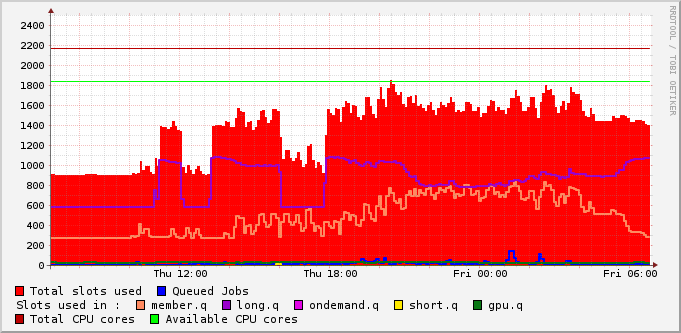 RRDTOOL / TOBI OETIKER
2400
2200
2000
1800
1600
1400
1200
1000
800
600
400
200
0
Thu 12:00 Thu 18:00 Fri 00:00 Fri 06:00
Total slots used Queued Jobs
Slots used in : member.q long.q ondemand.q short.q gpu.q
Total CPU cores Available CPU cores